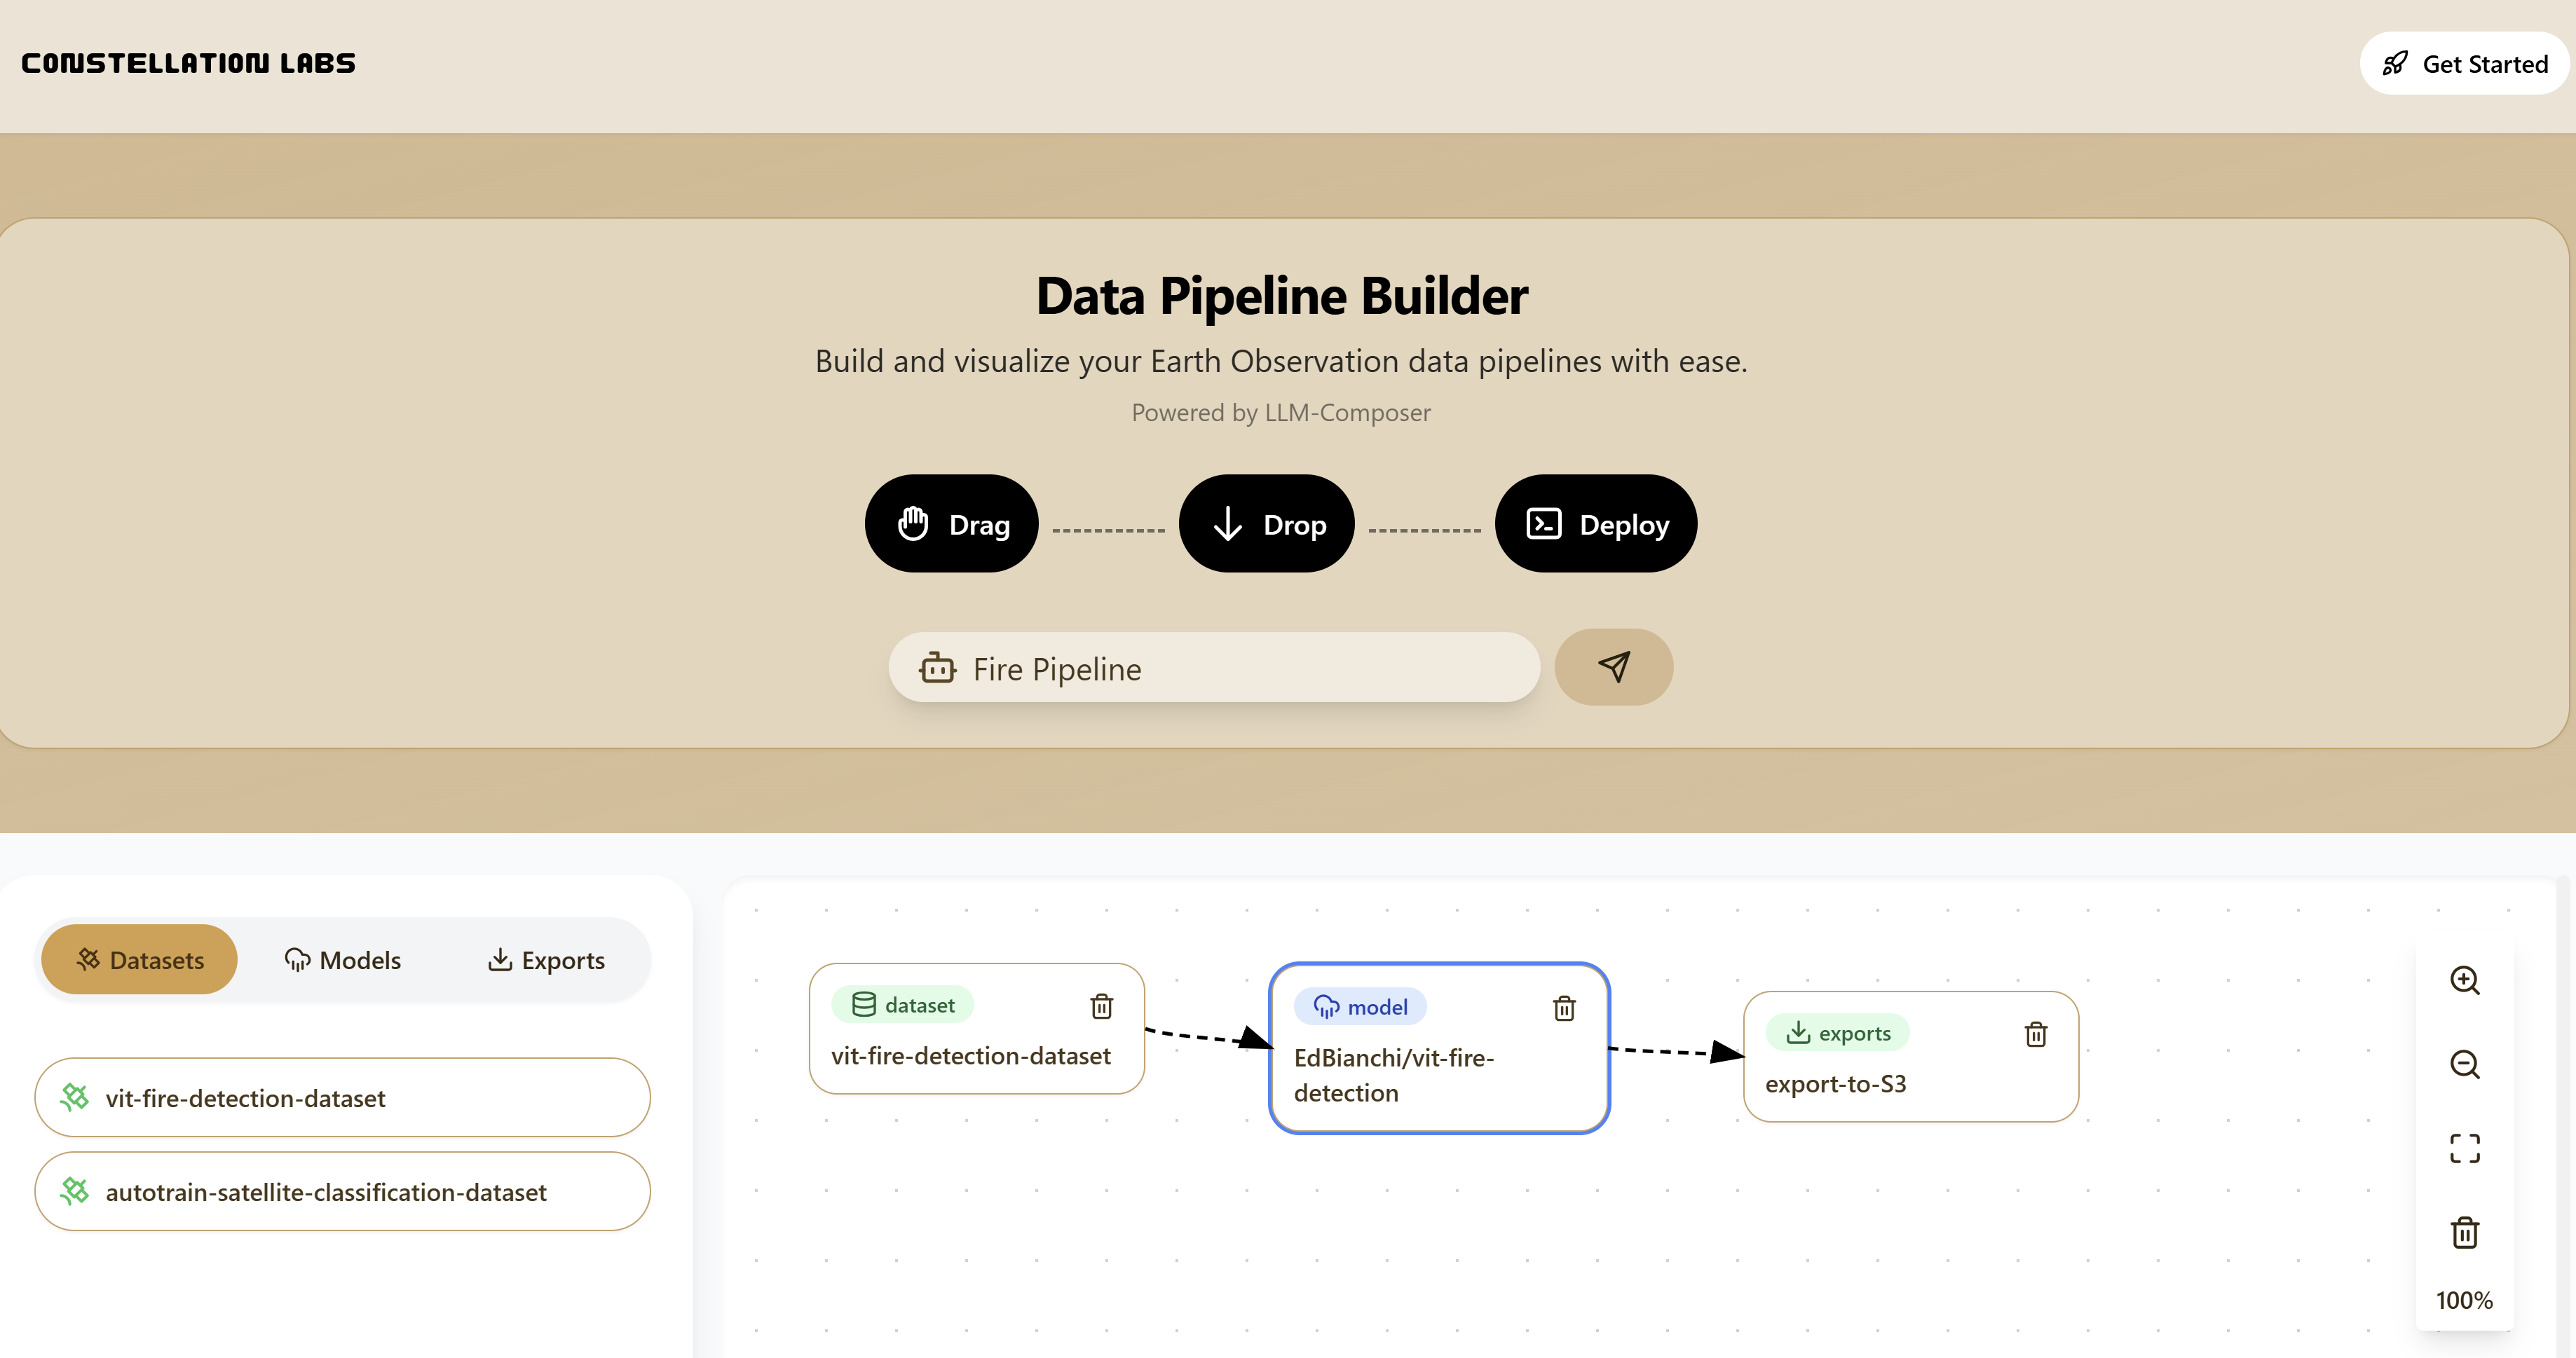 CONSTELLATION LABS
Get Started
Data Pipeline Builder
Build and visualize your Earth Observation data pipelines with ease.
Powered by LLM-Composer
Drag
Drop
Deploy
Fire Pipeline
Datasets
Models
Exports
vit-fire-detection-dataset
autotrain-satellite-classification-dataset
dataset
vit-fire-detection-dataset
model
EdBianchi/vit-fire-
detection
exports
export-to-S3
100%